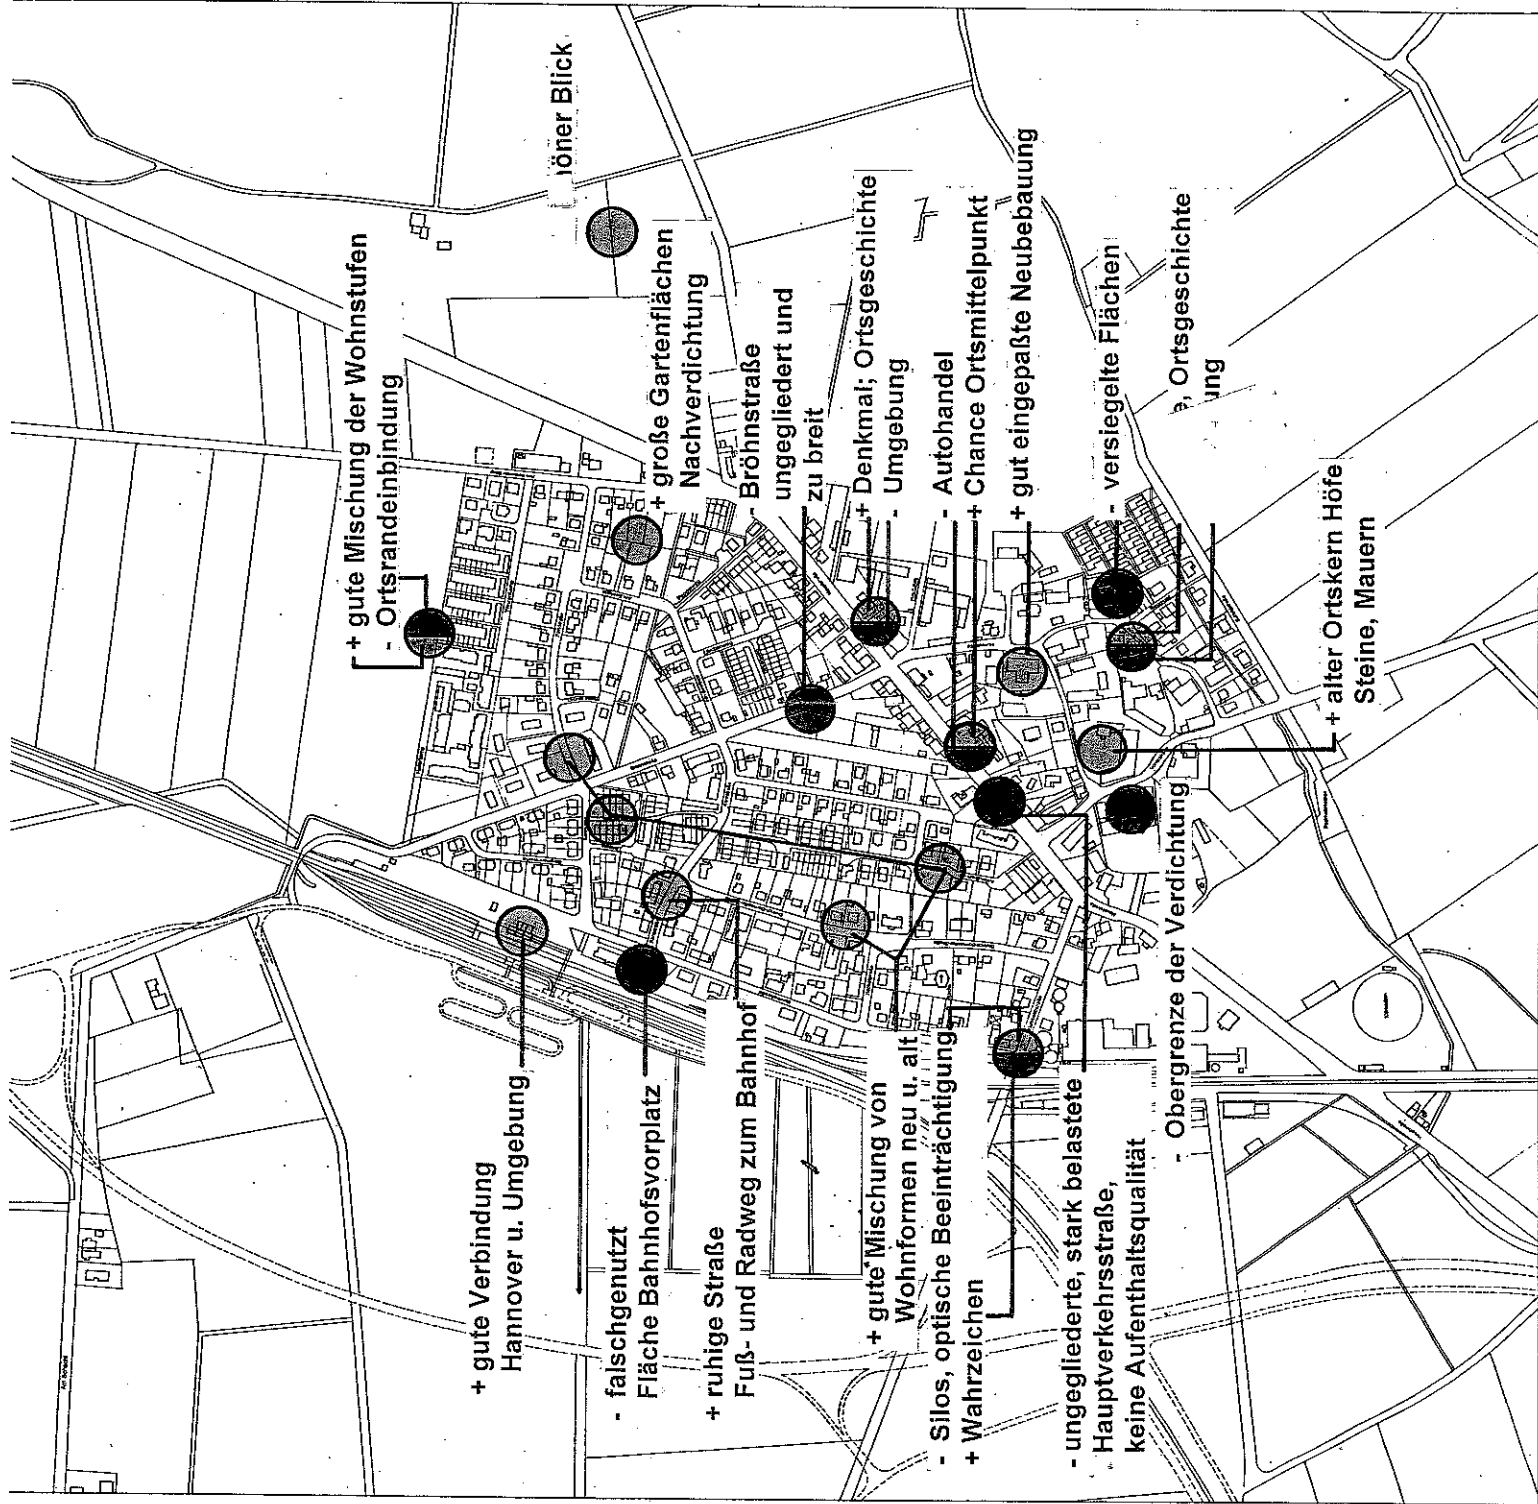 + gute Verbindung
Hannover u. Umgebung
- falschgenutzt
Fläche Bahnhofsvorplatz
+ ruhige Straße
Fuß- und Radweg zum Bahnhof
+ gute Mischung von
Wohnformen neu u. alt
- Silos, optische Beeinträchtigung
+ Wahrzeichen
- ungegliederte, stark belastete
Hauptverkehrsstraße,
keine Aufenthaltsqualität
- Obergrenze der Verdichtung
+ alter Ortskern Höfe
Steine, Mauern
+ gute Mischung der Wohnstufen
- Ortsrandeinbindung
Blick
+ große Gartenflächen
Nachverdichtung
- Bröhnstraße
ungegliedert und
zu breit
+ Denkmal; Ortsgeschichte
- Umgebung
- Autohandel
+ Chance Ortsmittelpunkt
+ gut eingepaßte Neubebauung
- versiegelte Flächen
e, Ortsgeschichte
ung